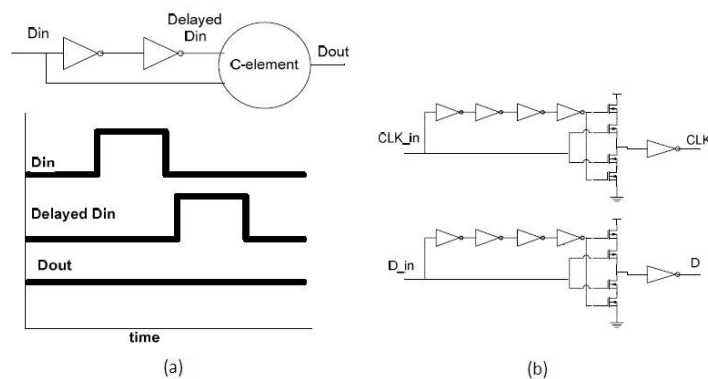 Din
Delayed
Din
C-element
Dout
Din
Delayed Din
Dout
time
(a)
CLK_in
CLK
D_in
D
(b)